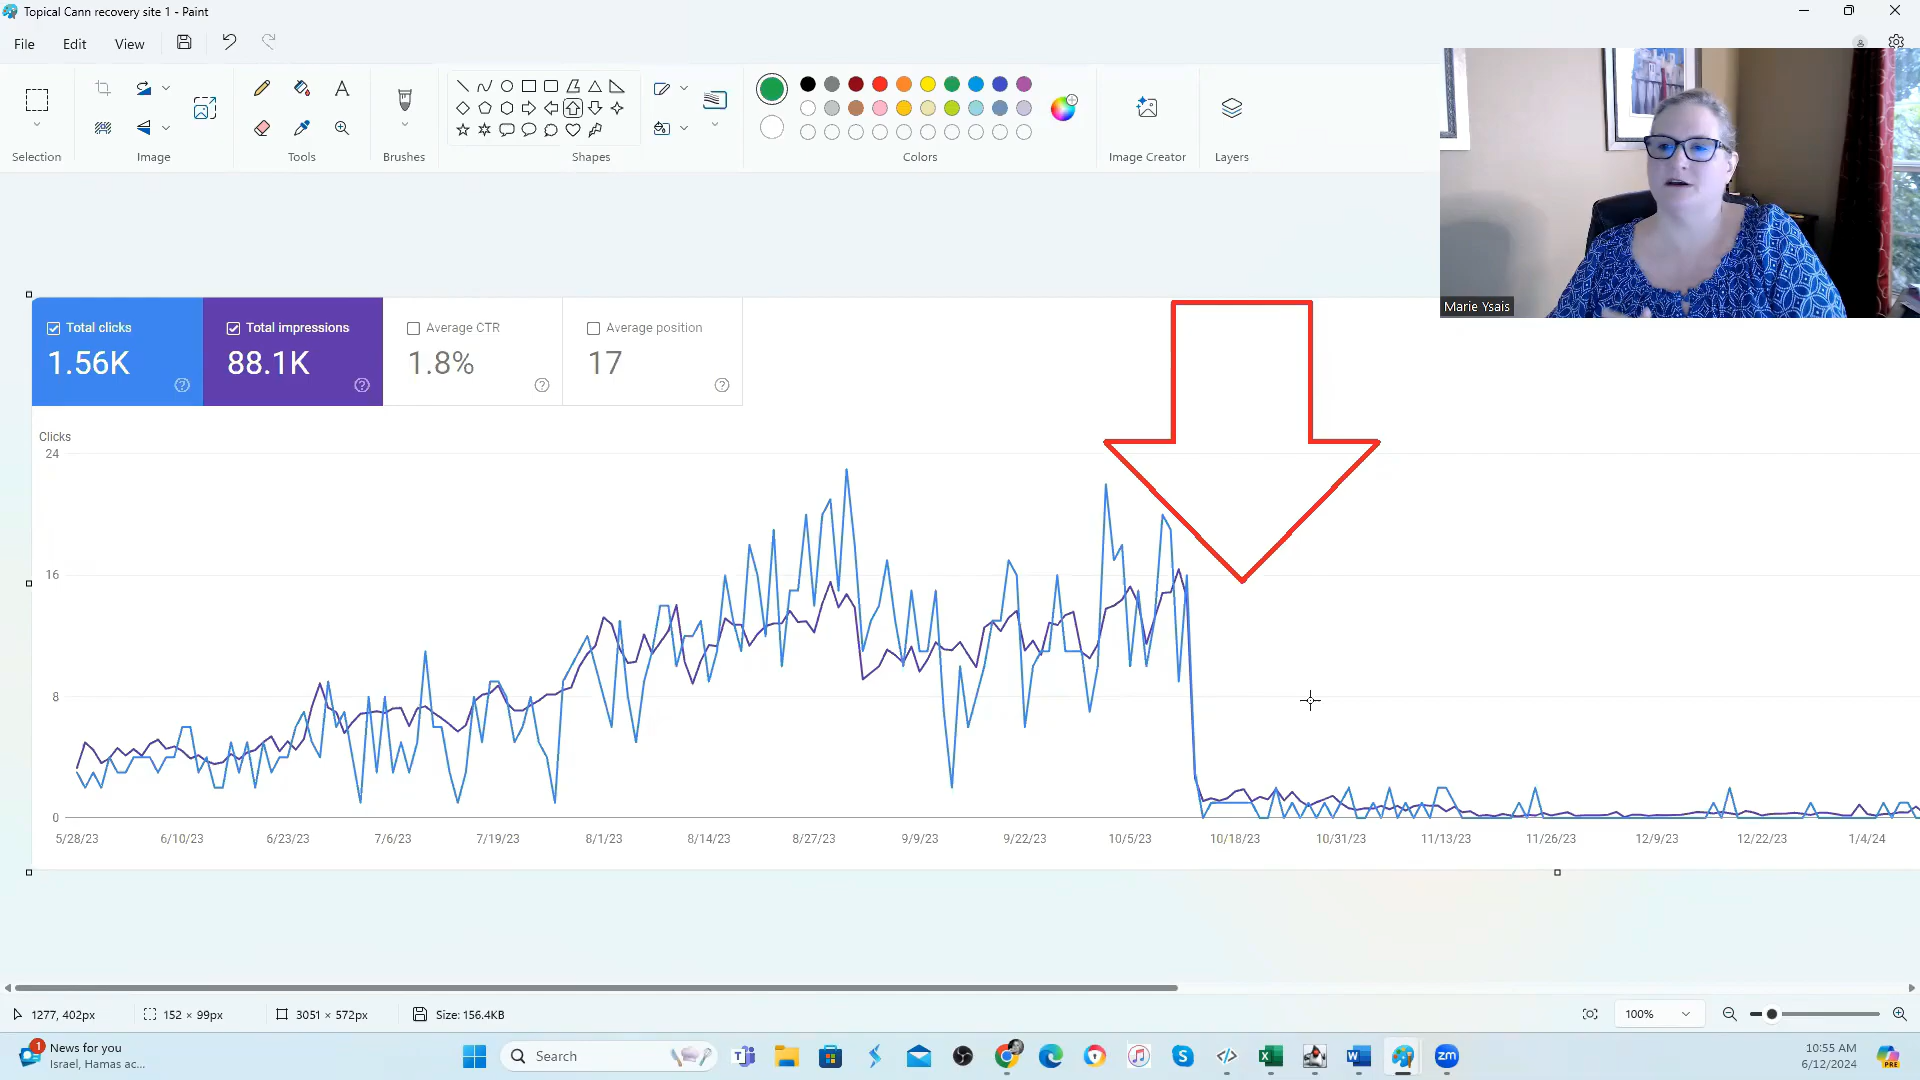 Topical Cann recovery site 1 - Paint
File Edit View
Selection Image Tools Brushes Shapes Colors Image Creator Layers
Marie Ysais
Total clicks
1.56K
Total impressions
88.1K
Average CTR
1.8%
Average position
17
Clicks
24
16
8
0
5/28/23 6/10/23 6/23/23 7/6/23 7/19/23 8/1/23 8/14/23 8/27/23 9/9/23 9/22/23 10/5/23 10/18/23 10/31/23 11/13/23 11/26/23 12/9/23 12/22/23 1/4/24
1277, 402px 152 × 99px 3051 × 572px Size: 156.4KB 100%
1
News for you
Israel, Hamas ac...
Search
zm
10:55 AM
6/12/2024
PRE